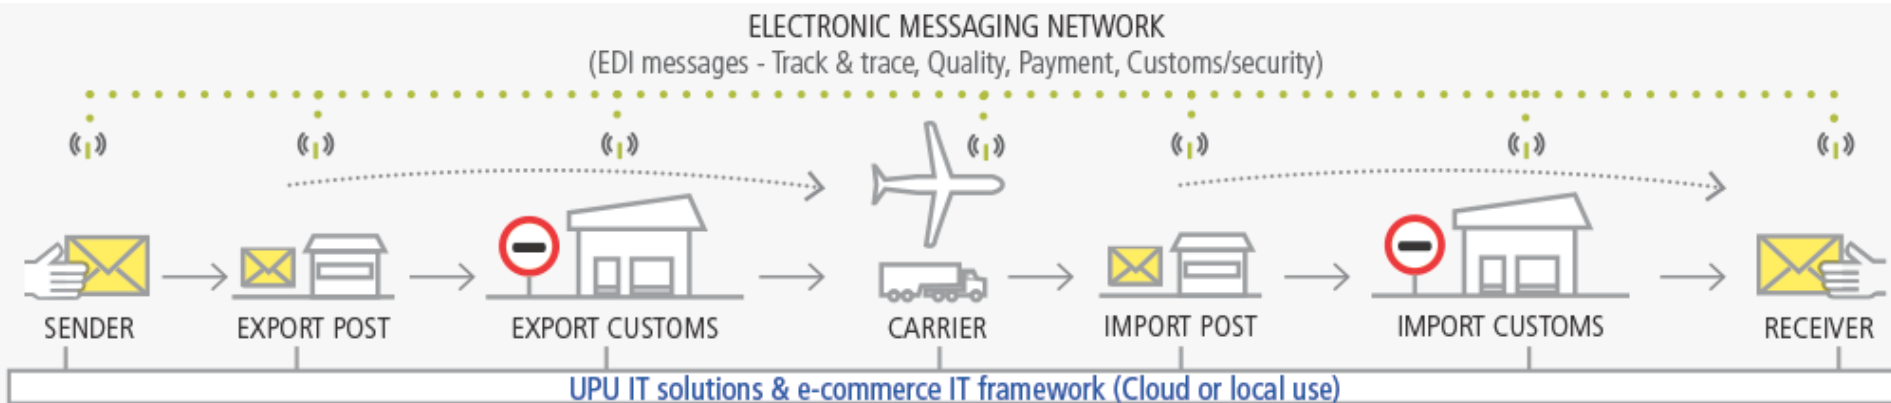 ELECTRONIC MESSAGING NETWORK
(EDI messages - Track & trace, Quality, Payment, Customs/security)
SENDER
EXPORT POST
EXPORT CUSTOMS
CARRIER
IMPORT POST
IMPORT CUSTOMS
RECEIVER
UPU IT solutions & e-commerce IT framework (Cloud or local use)